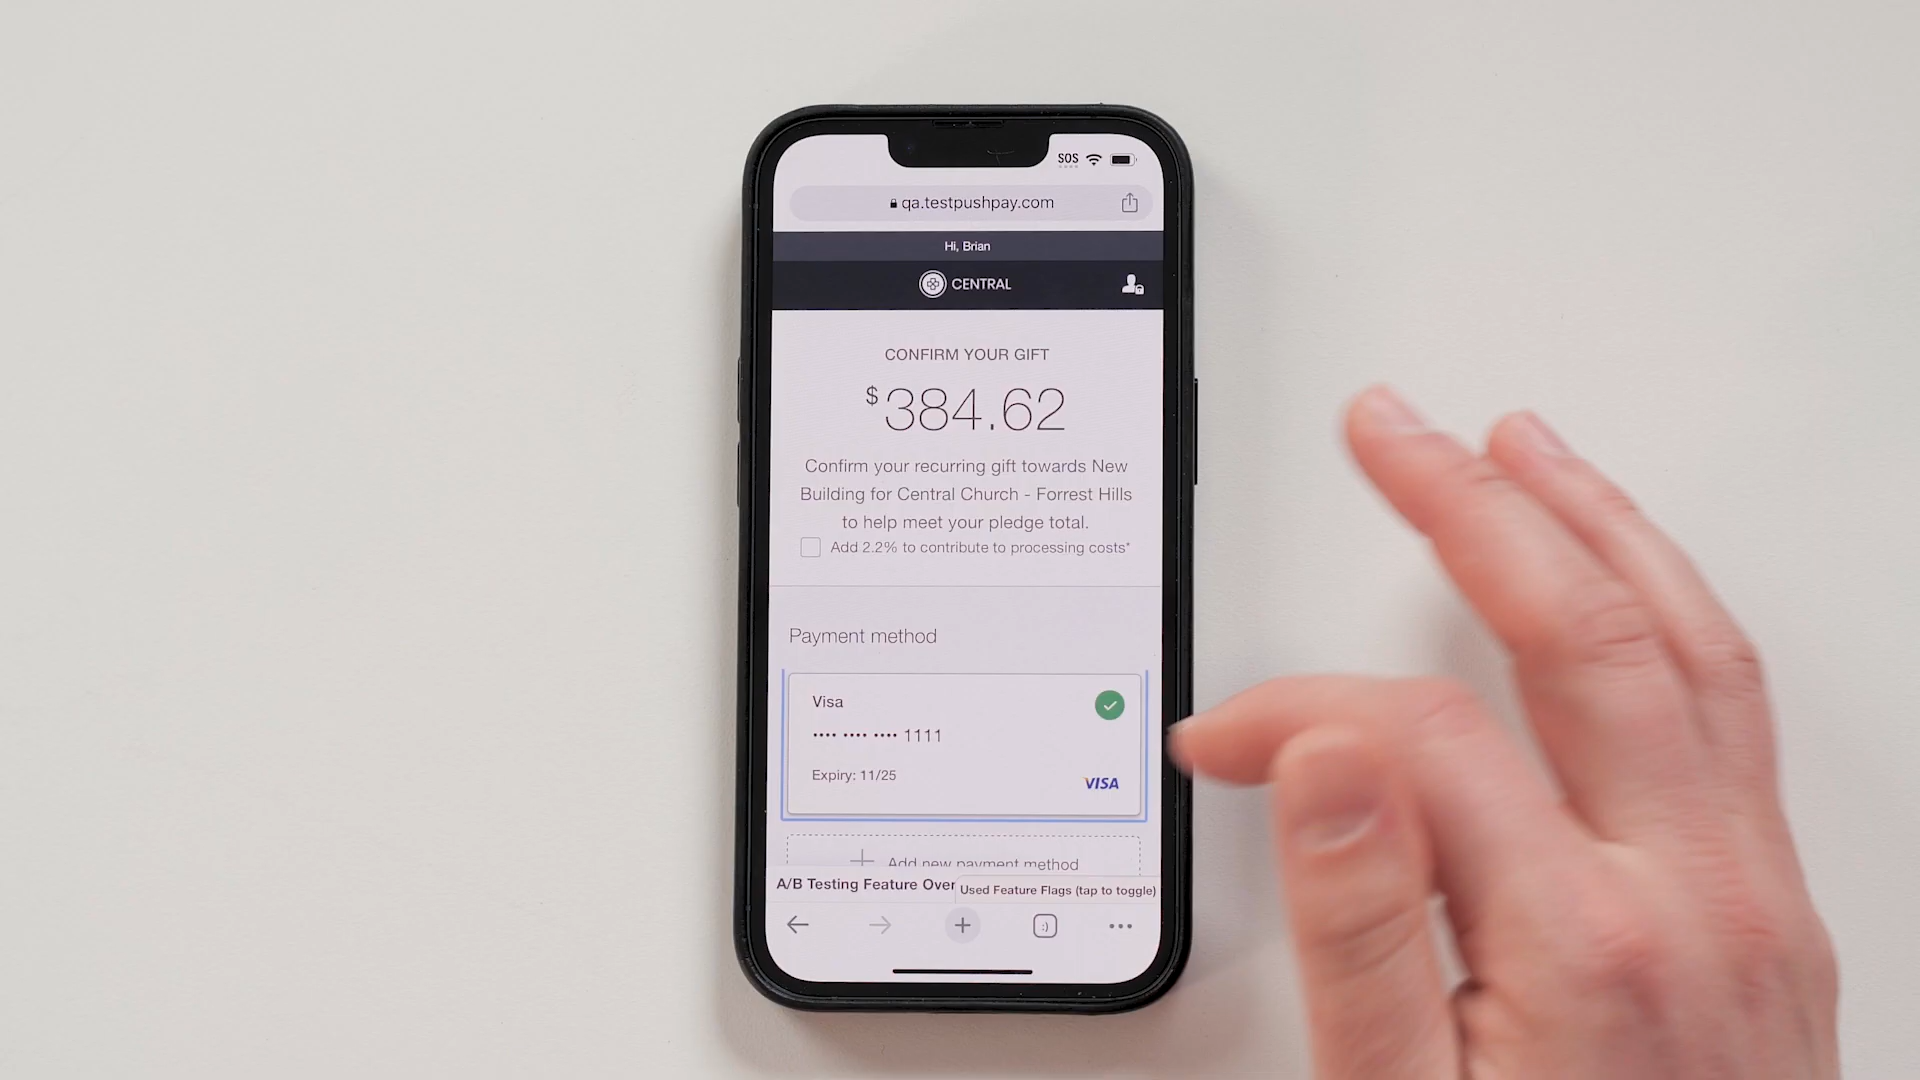 SOS
qa.testpushpay.com
Hi, Brian
CENTRAL
CONFIRM YOUR GIFT
$384.62
Confirm your recurring gift towards New
Building for Central Church - Forrest Hills
to help meet your pledge total.
Add 2.2% to contribute to processing costs*
Payment method
Visa
•••• •••• •••• 1111
Expiry: 11/25
VISA
Add new payment method
A/B Testing Feature Over
Used Feature Flags (tap to toggle)
:)